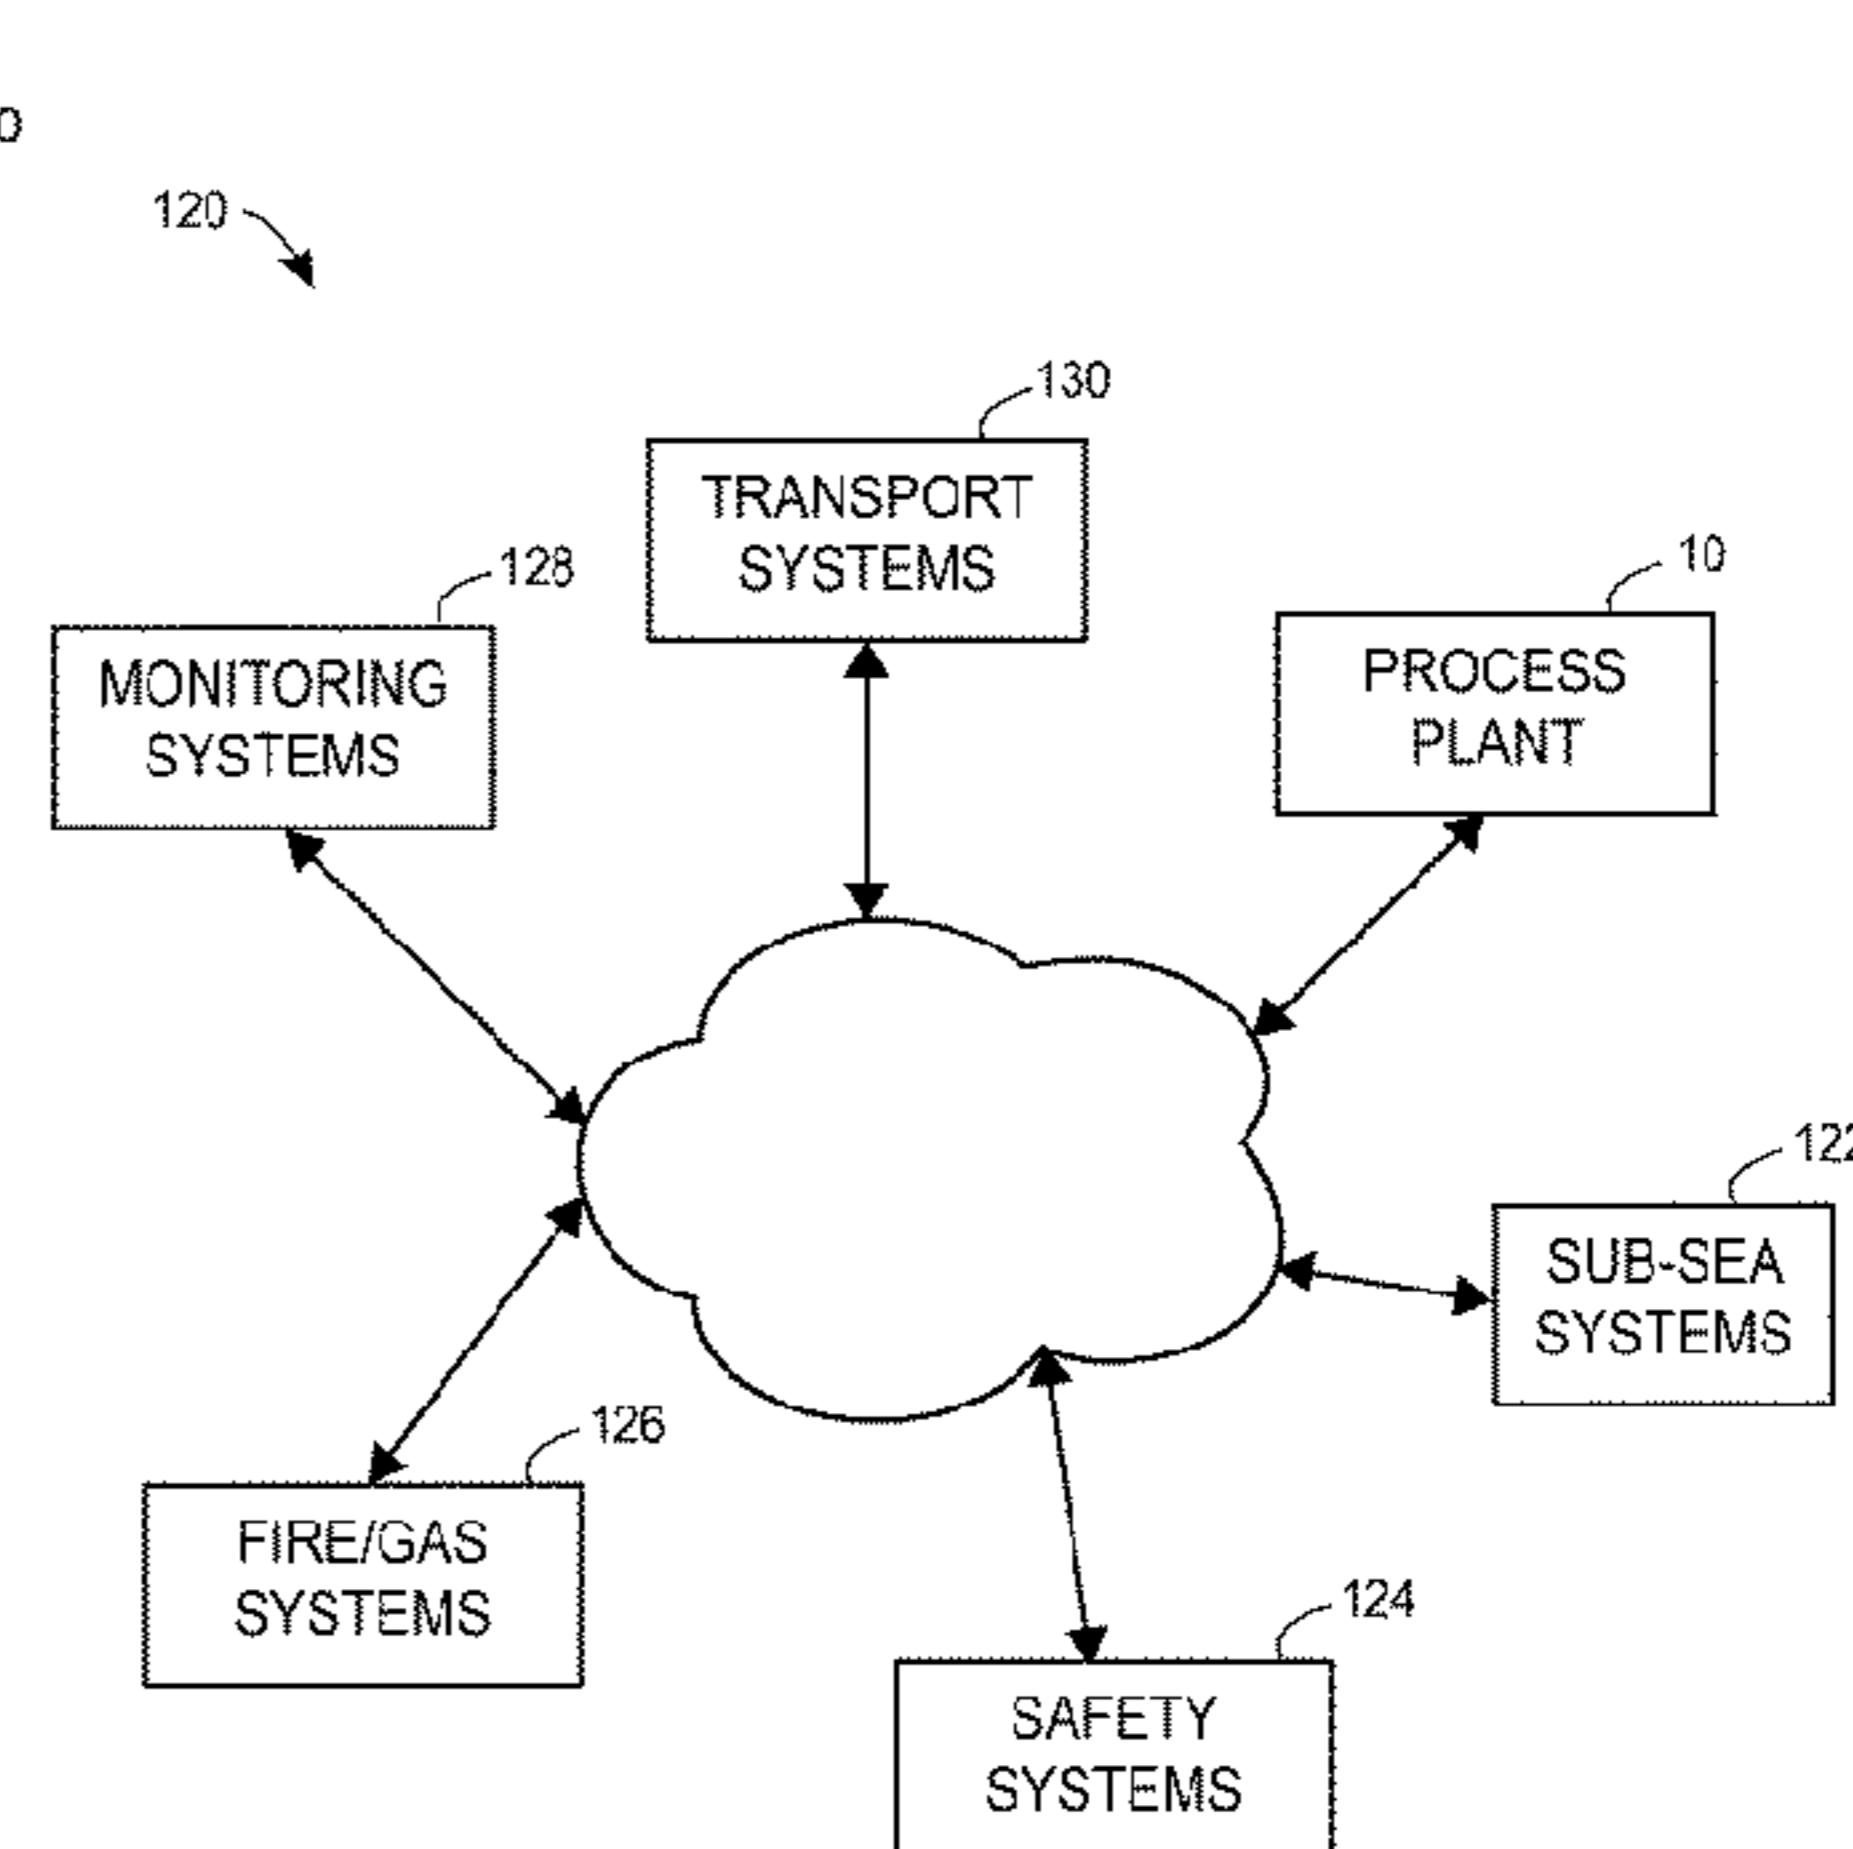 120
130
TRANSPORT
SYSTEMS
128
MONITORING
SYSTEMS
10
PROCESS
PLANT
122
SUB-SEA
SYSTEMS
126
FIRE/GAS
SYSTEMS
124
SAFETY
SYSTEMS